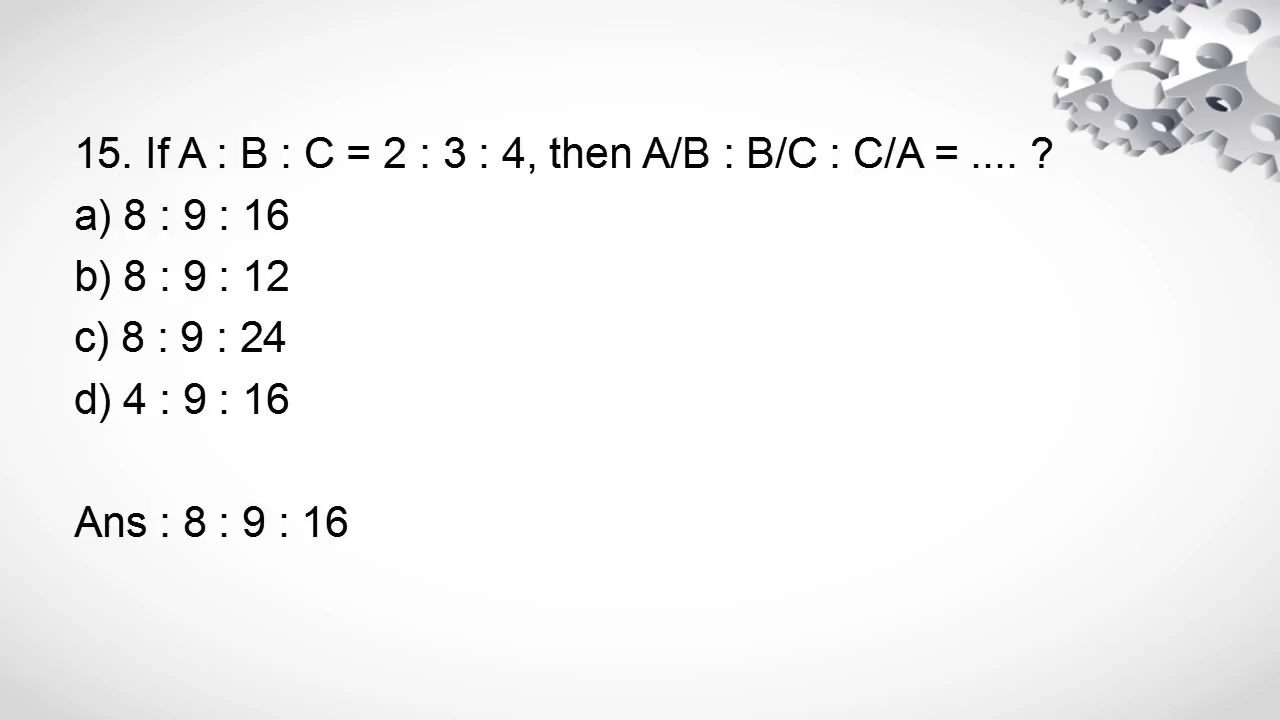 15. If A : B : C = 2 : 3 : 4, then A/B : B/C : C/A = .... ?
a) 8 : 9 : 16
b) 8 : 9 : 12
c) 8 : 9 : 24
d) 4 : 9 : 16
Ans : 8 : 9 : 16